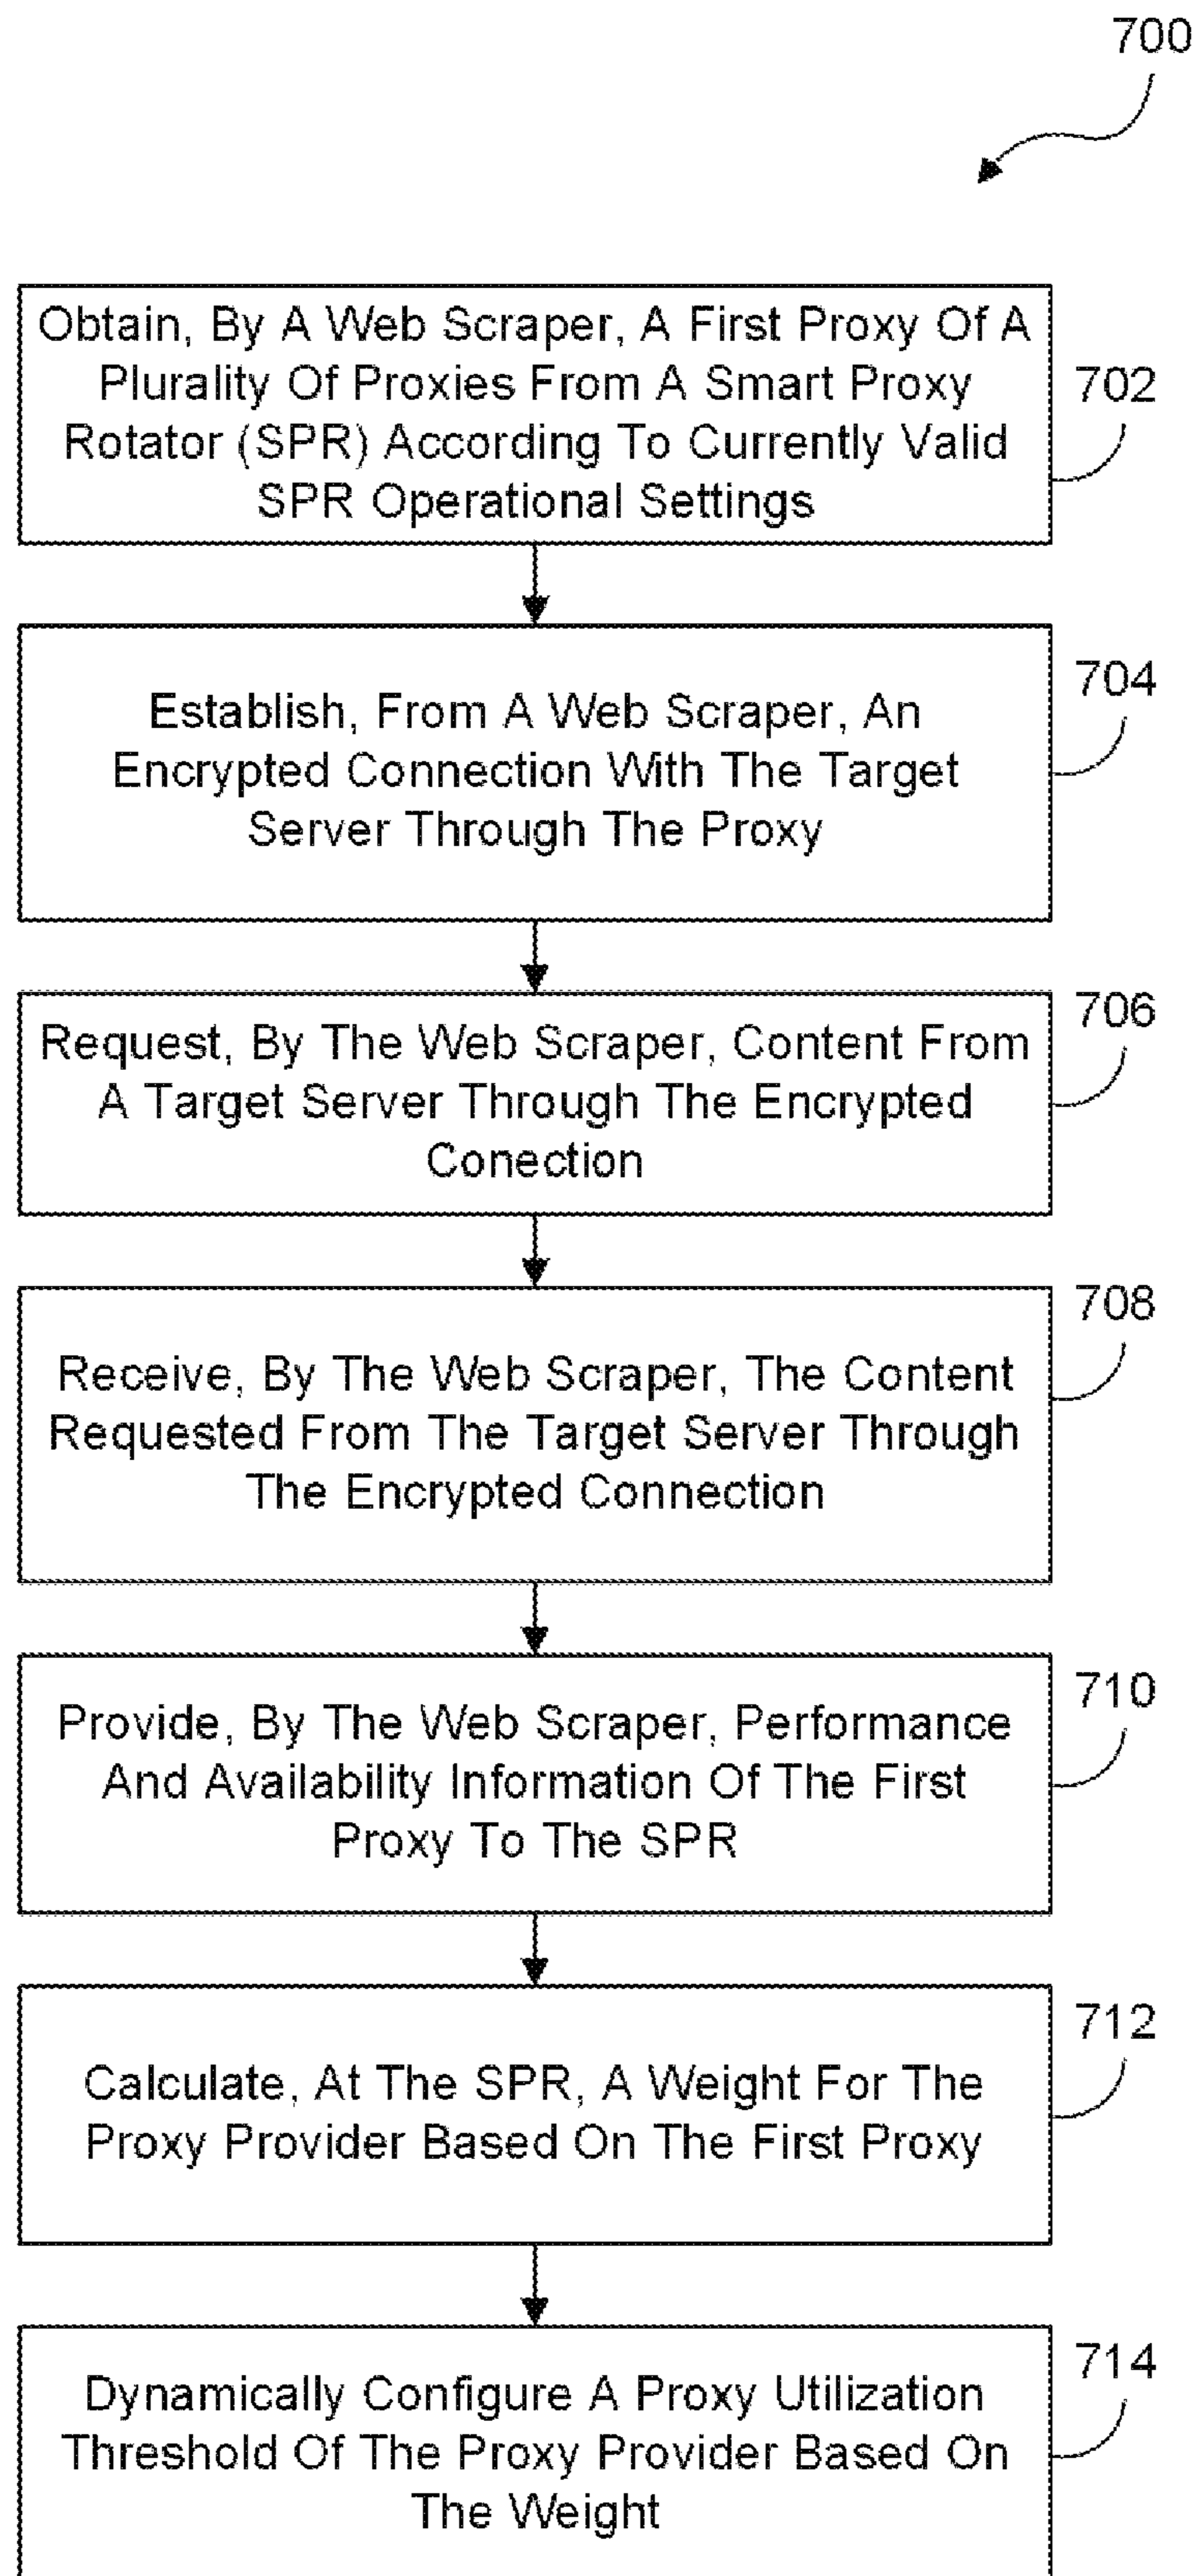 700
Obtain, By A Web Scraper, A First Proxy Of A
Plurality Of Proxies From A Smart Proxy
Rotator (SPR) According To Currently Valid
SPR Operational Settings
702
Establish, From A Web Scraper, An
Encrypted Connection With The Target
Server Through The Proxy
704
Request, By The Web Scraper, Content From
A Target Server Through The Encrypted
Conection
706
Receive, By The Web Scraper, The Content
Requested From The Target Server Through
The Encrypted Connection
708
Provide, By The Web Scraper, Performance
And Availability Information Of The First
Proxy To The SPR
710
Calculate, At The SPR, A Weight For The
Proxy Provider Based On The First Proxy
712
Dynamically Configure A Proxy Utilization
Threshold Of The Proxy Provider Based On
The Weight
714